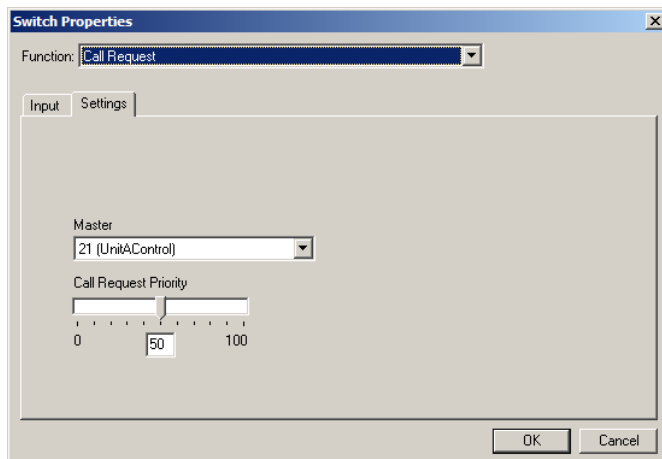 Switch Properties
Function: Call Request
Input Settings
Master
21 (UnitAControl)
Call Request Priority
0 50 100
OK Cancel